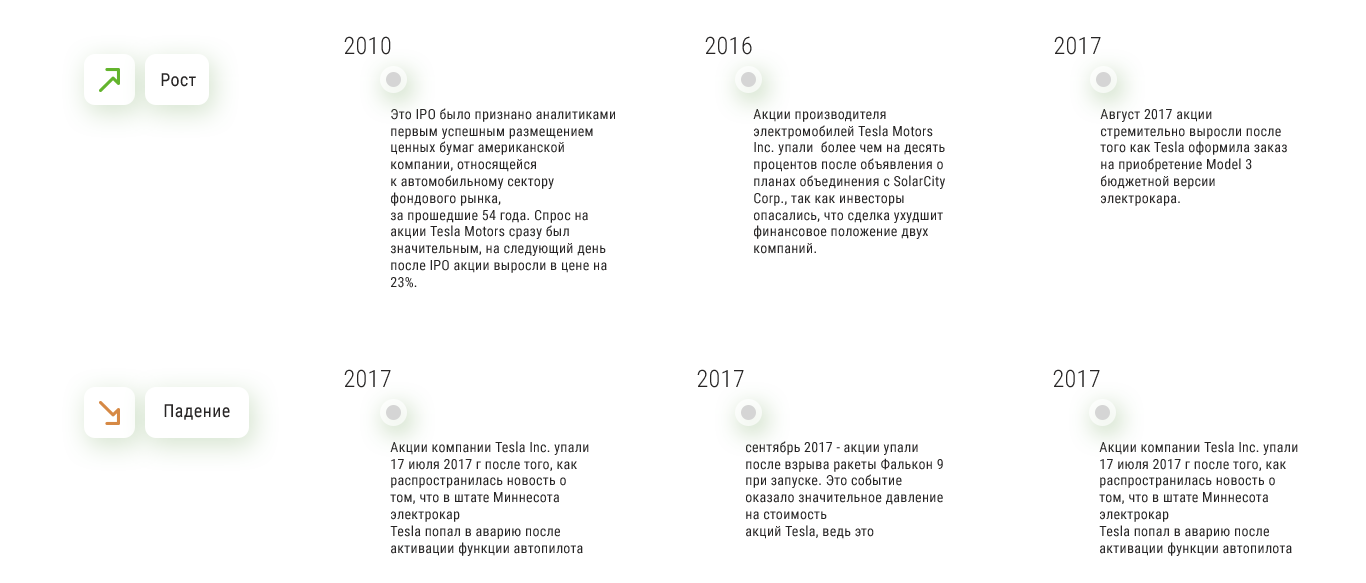 Рост
2010
Это IPO было признано аналитиками
первым успешным размещением
ценных бумаг американской
компании, относящейся
к автомобильному сектору
фондового рынка,
за прошедшие 54 года. Спрос на
акции Tesla Motors сразу был
значительным, на следующий день
после IPO акции выросли в цене на
23%.
2016
Акции производителя
электромобилей Tesla Motors
Inc. упали  более чем на десять
процентов после объявления о
планах объединения с SolarCity
Corp., так как инвесторы
опасались, что сделка ухудшит
финансовое положение двух
компаний.
2017
Август 2017 акции
стремительно выросли после
того как Tesla оформила заказ
на приобретение Model 3
бюджетной версии
электрокара.
Падение
2017
Акции компании Tesla Inc. упали
17 июля 2017 г после того, как
распространилась новость о
том, что в штате Миннесота
электрокар
Tesla попал в аварию после
активации функции автопилота
2017
сентябрь 2017 - акции упали
после взрыва ракеты Фалькон 9
при запуске. Это событие
оказало значительное давление
на стоимость
акций Tesla, ведь это
2017
Акции компании Tesla Inc. упали
17 июля 2017 г после того, как
распространилась новость о
том, что в штате Миннесота
электрокар
Tesla попал в аварию после
активации функции автопилота